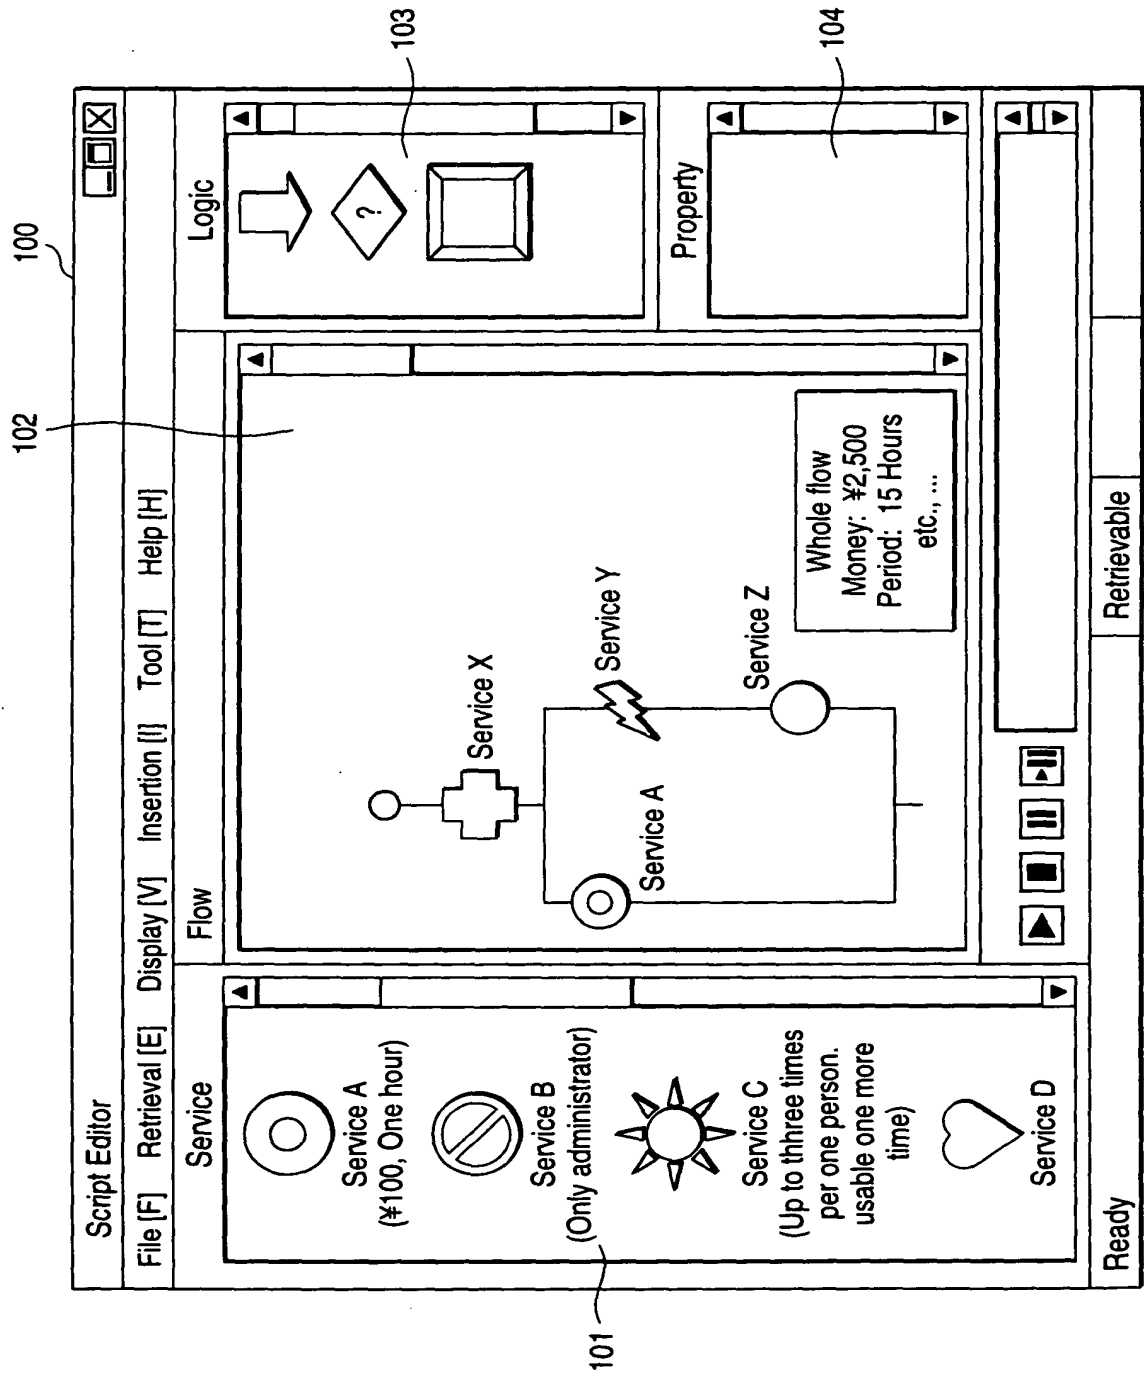 100
Script Editor
File [F] Retrieval [E] Display [V] Insertion [I] Tool [T] Help [H]
Service
Service A
(¥100, One hour)
Service B
(Only administrator)
Service C
(Up to thhree times
per one person.
usable one more
time)
Service D
101
Flow
102
Service X
Service A
Service Y
Service Z
Whole flow
Money: ¥2,500
Period: 15 Hours
etc., ...
Logic
?
103
Property
104
Ready
Retrievable